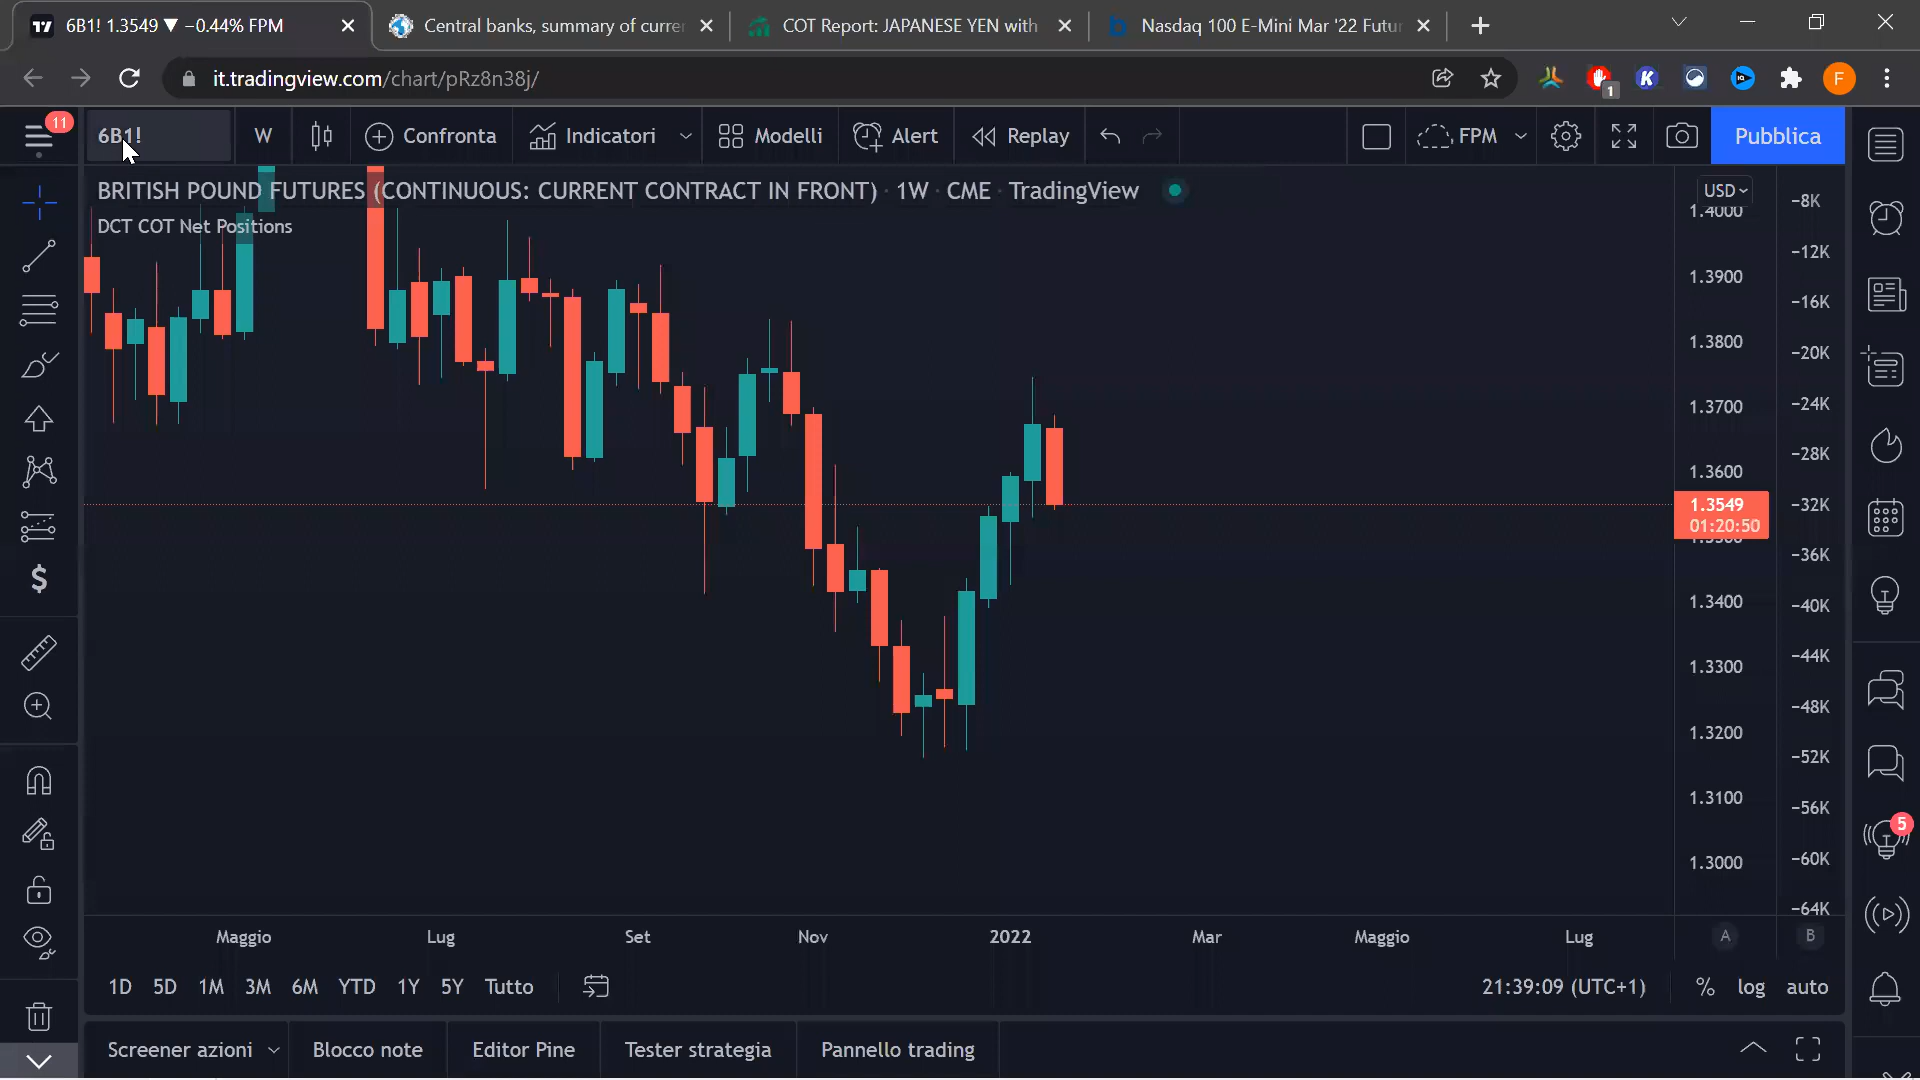 6B1! 1.3549 ▼ −0.44% FPM
Central banks, summary of curre
COT Report: JAPANESE YEN with
Nasdaq 100 E-Mini Mar '22 Futur
it.tradingview.com/chart/pRz8n38j/
1
F
11
6B1!
W
Confronta
Indicatori
Modelli
Alert
Replay
FPM
Pubblica
BRITISH POUND FUTURES (CONTINUOUS: CURRENT CONTRACT IN FRONT) · 1W · CME · TradingView
DCT COT Net Positions
USD
1.4000
1.3900
1.3800
1.3700
1.3600
1.3549
01:20:50
1.3500
1.3400
1.3300
1.3200
1.3100
1.3000
−8K
−12K
−16K
−20K
−24K
−28K
−32K
−36K
−40K
−44K
−48K
−52K
−56K
−60K
−64K
5
Maggio
Lug
Set
Nov
2022
Mar
Maggio
Lug
A
B
1D 5D 1M 3M 6M YTD 1Y 5Y Tutto
21:39:09 (UTC+1)
% log auto
Screener azioni
Blocco note
Editor Pine
Tester strategia
Pannello trading